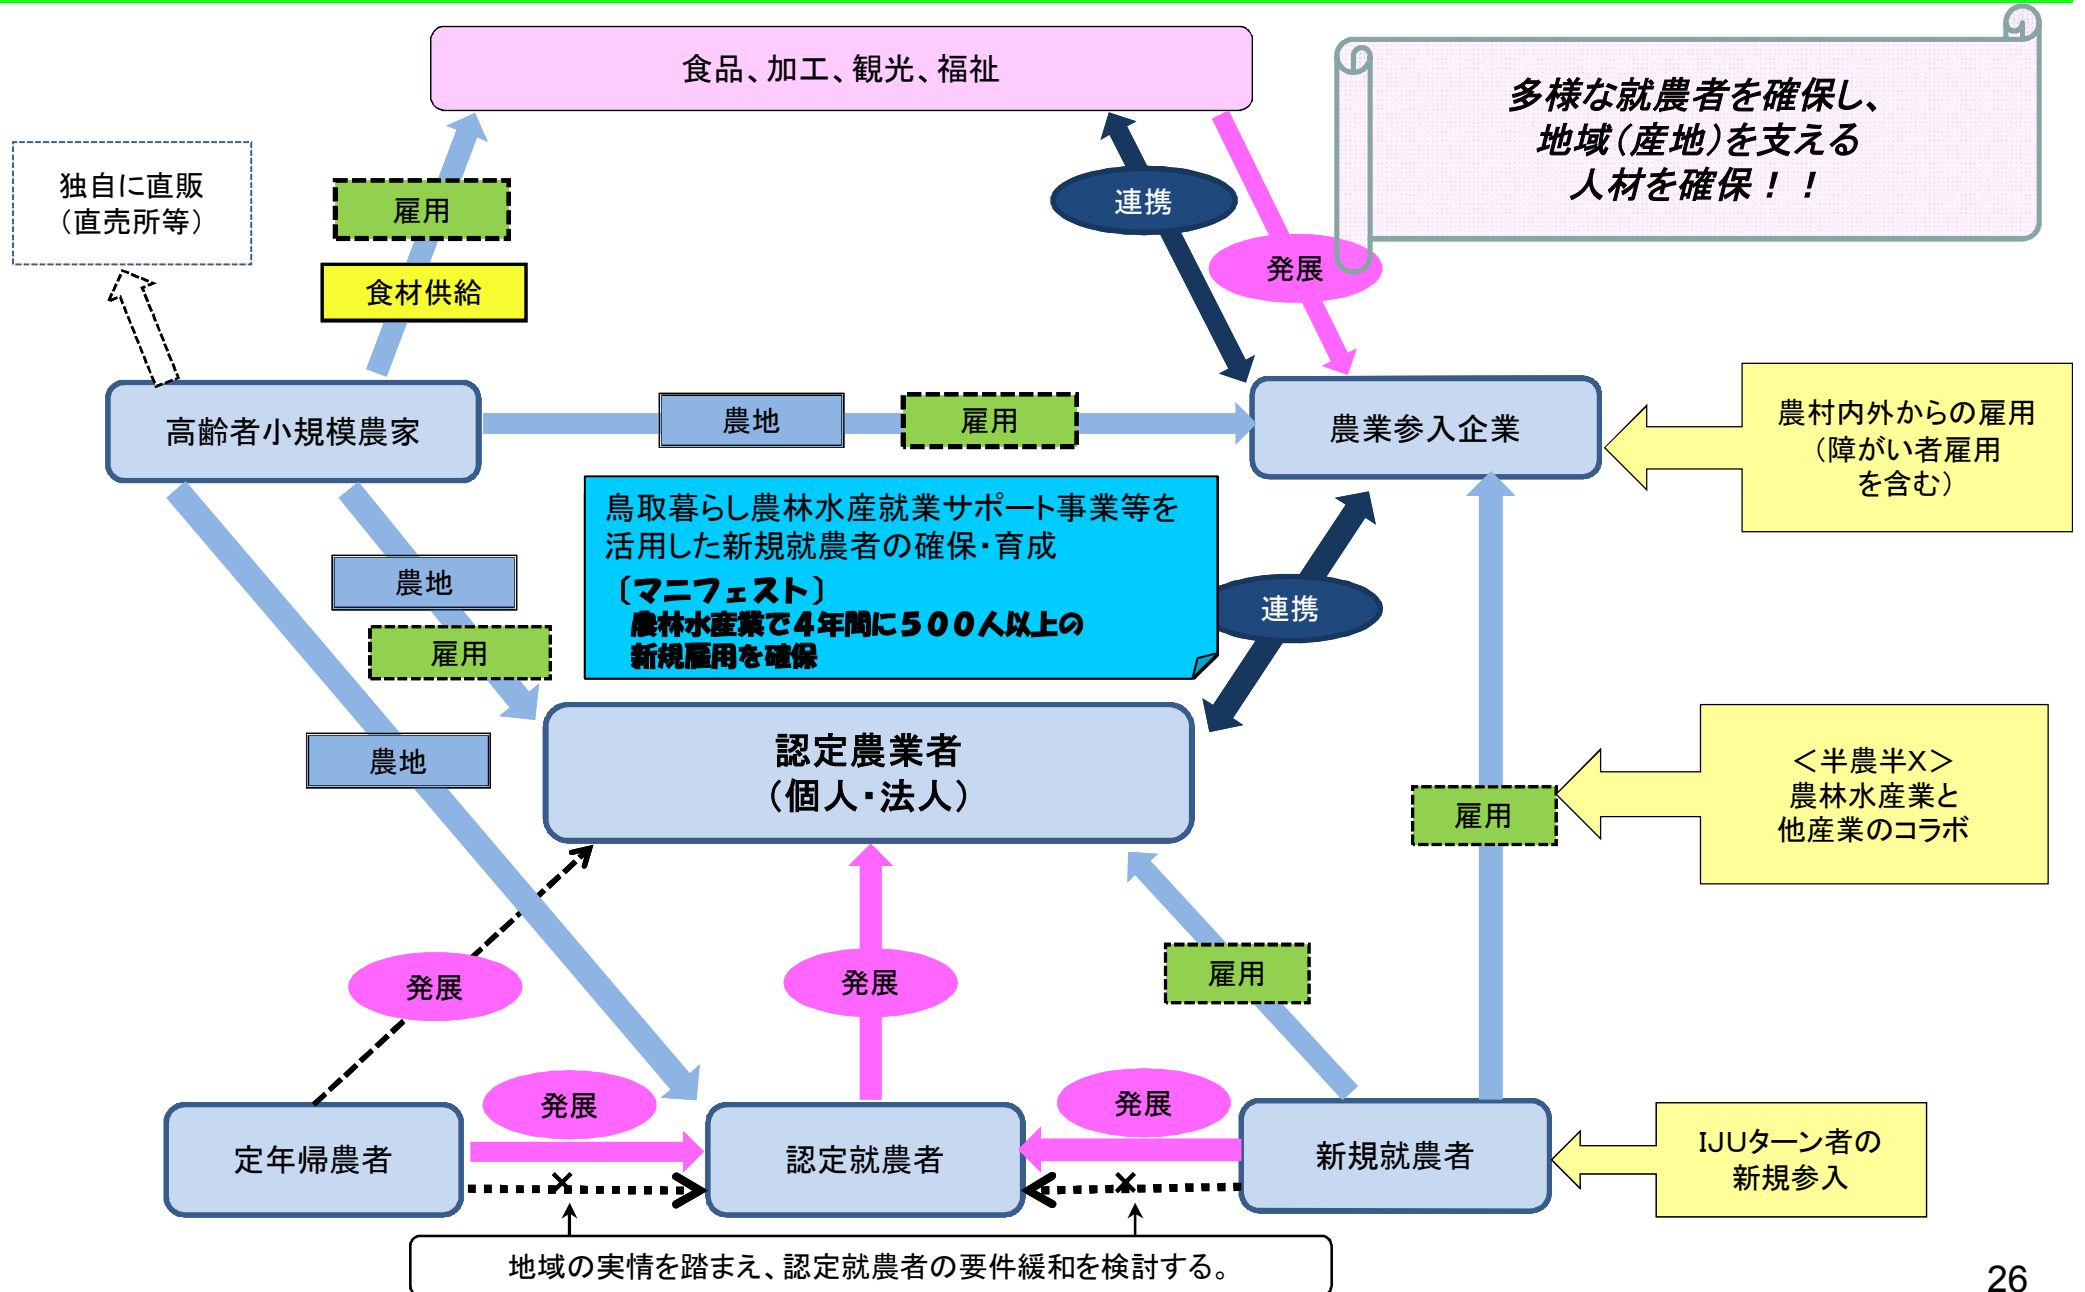 食品、加工、観光、福祉
多様な就農者を確保し、
地域（産地）を支える
人材を確保！！
独自に直販
（直売所等）
雇用
食材供給
連携
発展
高齢者小規模農家
農地
雇用
農業参入企業
農村内外からの雇用
（障がい者雇用
を含む）
鳥取暮らし農林水産就業サポート事業等を
活用した新規就農者の確保・育成
〔マニフェスト〕
農林水産業で４年間に５００人以上の
新規雇用を確保
農地
雇用
連携
農地
認定農業者
（個人・法人）
雇用
＜半農半X＞
農林水産業と
他産業のコラボ
発展
発展
雇用
発展
発展
定年帰農者
認定就農者
新規就農者
IJUターン者の
新規参入
×
×
地域の実情を踏まえ、認定就農者の要件緩和を検討する。
26